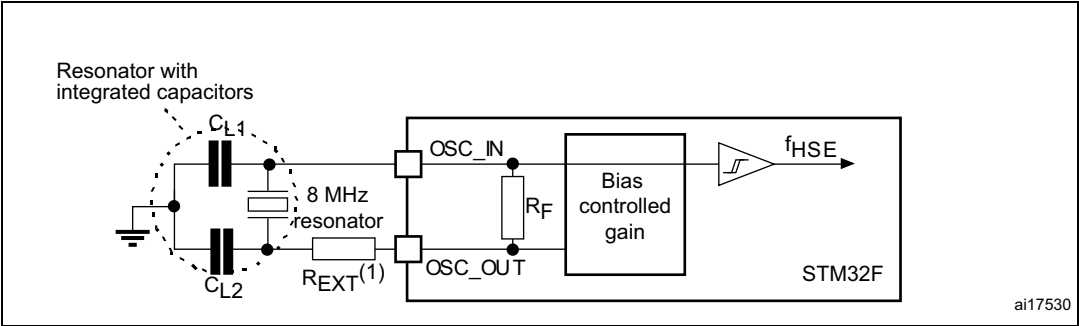 Resonator with
integrated capacitors
CL1
OSC_IN
fHSE
8 MHz
resonator
RF
Bias
controlled
gain
REXT(1)
OSC_OUT
CL2
STM32F
ai17530